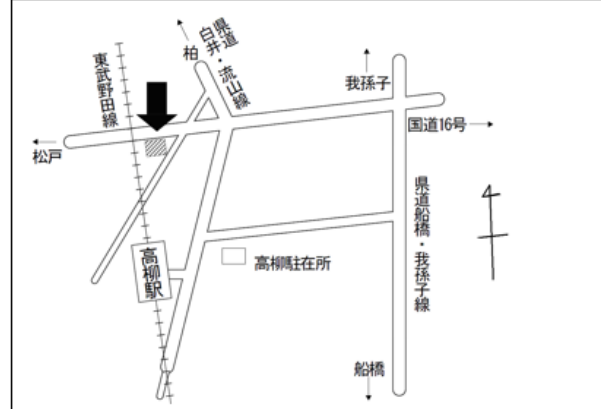 柏
県道
白井・流山線
東武野田線
我孫子
国道16号
松戸
県道船橋・我孫子線
高柳駅
高柳駐在所
船橋